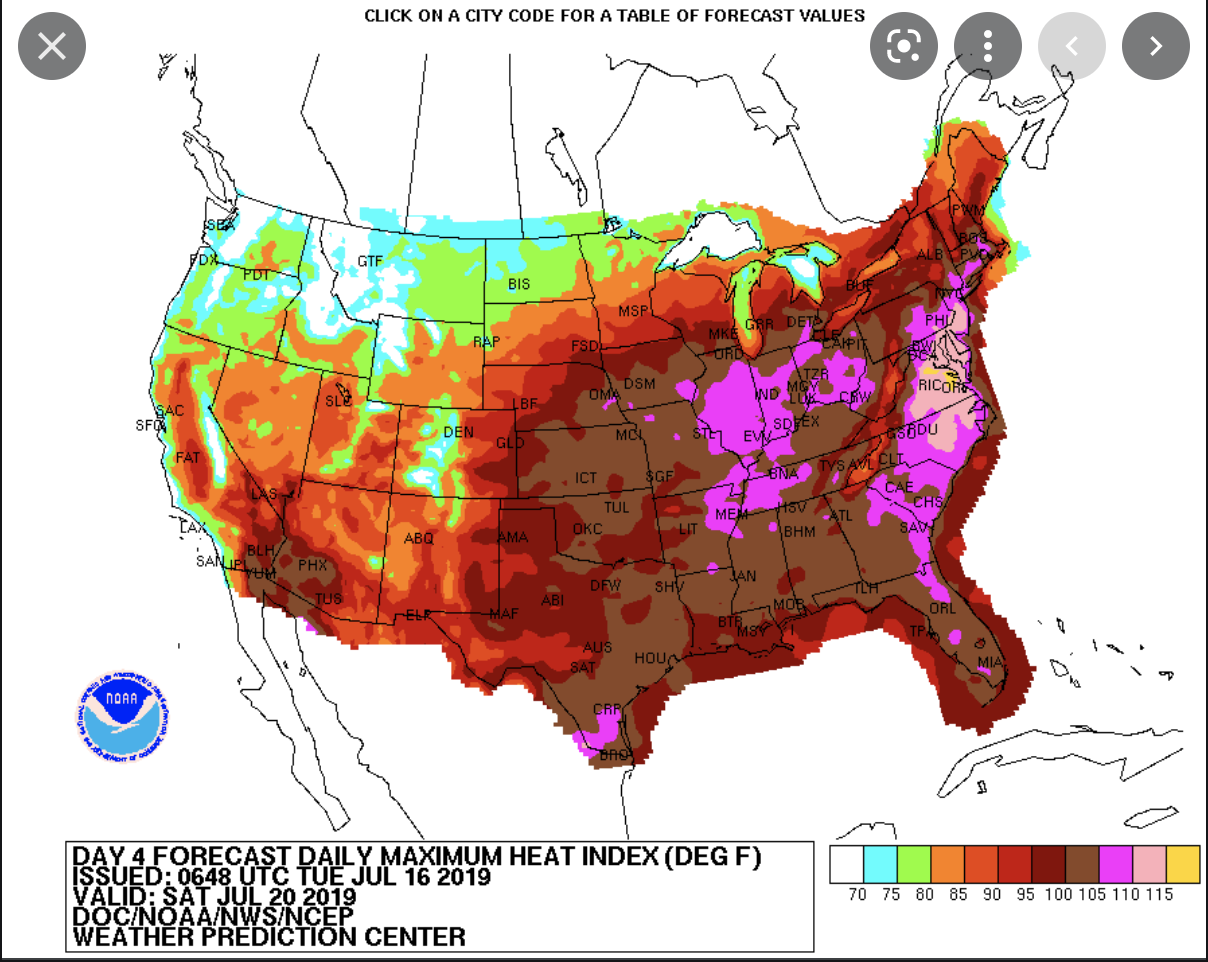 CLICK ON A CITY CODE FOR A TABLE OF FORECAST VALUES
SEA
PDX
PDT
GTF
BIS
MSP
RAP
FSD
SLC
LBF
OMA
DSM
MKE
GRR
DET
ORD
BUF
ALB
PWM
BOS
PVD
NYC
PHL
BWI
DCA
RIC
ORF
CLE
CAK
PIT
TZR
MGY
LUK
CRW
IND
SDF
LEX
EVV
STL
MCI
GLD
DEN
SAC
SFO
FAT
LAS
LAX
SAN
IPL
BLH
YUM
PHX
TUS
ABQ
ELP
AMA
MAF
ABI
OKC
TUL
ICT
SGF
LIT
MEM
BNA
HSV
BHM
ATL
TYS
AVL
CLT
GSO
RDU
CAE
CHS
SAV
DFW
SHV
JAN
MOB
TLH
BTR
MSY
AUS
SAT
HOU
CRP
BRO
ORL
TPA
MIA
NOAA
DAY 4 FORECAST DAILY MAXIMUM HEAT INDEX (DEG F)
ISSUED: 0648 UTC TUE JUL 16 2019
VALID: SAT JUL 20 2019
DOC/NOAA/NWS/NCEP
WEATHER PREDICTION CENTER
70 75 80 85 90 95 100 105 110 115